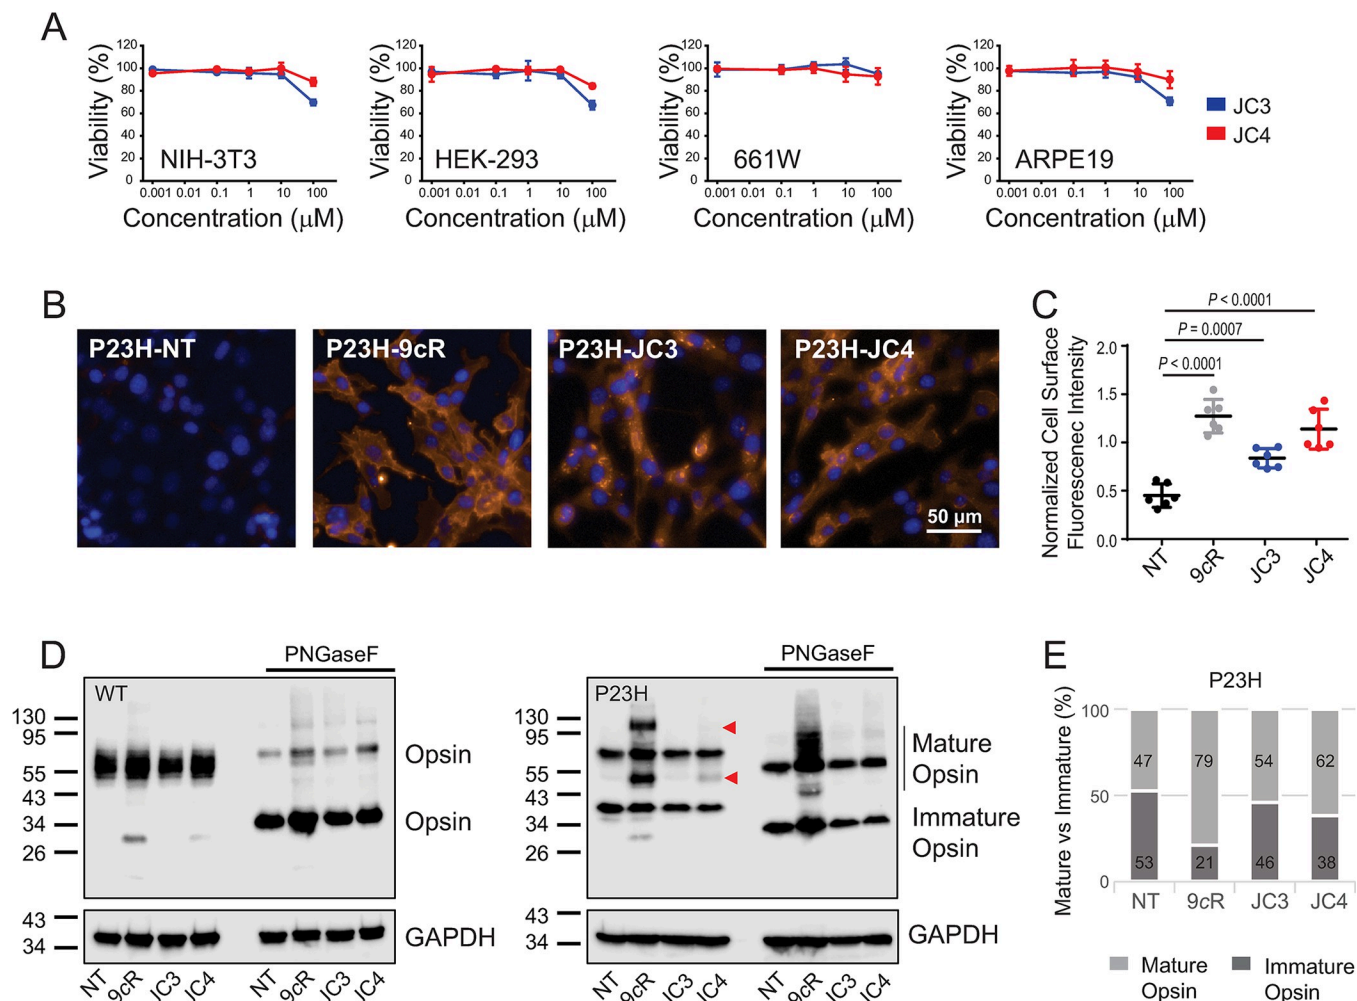 A
120
100
80
60
40
20
0
Viability (%)
NIH-3T3
0.001 0.01 0.1 1 10 100
Concentration (μM)
120
100
80
60
40
20
0
Viability (%)
HEK-293
0.001 0.01 0.1 1 10 100
Concentration (μM)
120
100
80
60
40
20
0
Viability (%)
661W
0.001 0.01 0.1 1 10 100
Concentration (μM)
120
100
80
60
40
20
0
Viability (%)
ARPE19
0.001 0.01 0.1 1 10 100
Concentration (μM)
JC3
JC4
B
P23H-NT
P23H-9cR
P23H-JC3
P23H-JC4
50 μm
C
Normalized Cell Surface
Fluorescenec Intensity
P < 0.0001
P = 0.0007
P < 0.0001
2.0
1.5
1.0
0.5
0.0
NT
9cR
JC3
JC4
D
PNGaseF
WT
130
95
55
43
34
26
Opsin
Opsin
43
34
GAPDH
NT 9cR JC3 JC4 NT 9cR JC3 JC4
PNGaseF
P23H
130
95
55
43
34
26
Mature
Opsin
Immature
Opsin
43
34
GAPDH
NT 9cR JC3 JC4 NT 9cR JC3 JC4
E
P23H
Mature vs Immature (%)
100
50
0
47 79 54 62
53 21 46 38
NT 9cR JC3 JC4
Mature
Opsin
Immature
Opsin